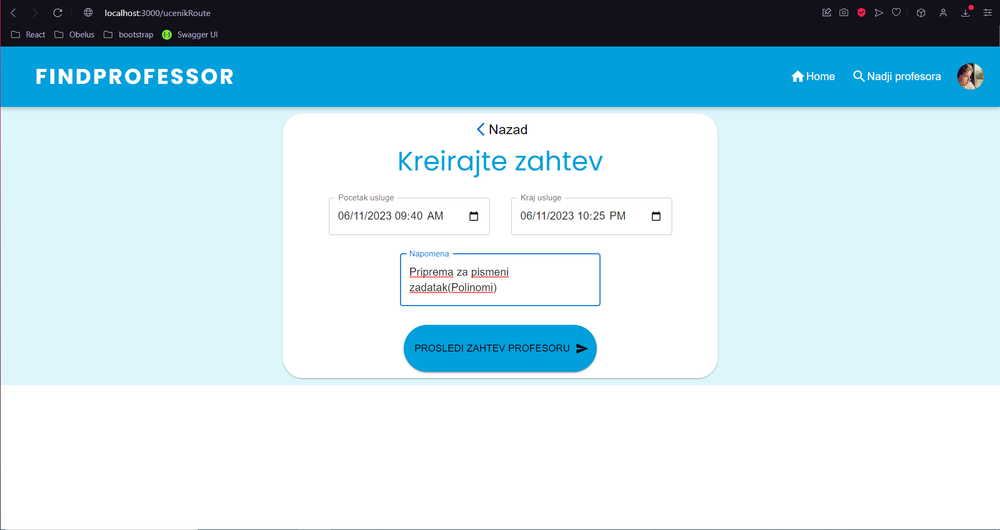 localhost:3000/ucenikRoute
React
Obelus
bootstrap
Swagger UI
FINDPROFESSOR
Home
Nadji profesora
Nazad
Kreirajte zahtev
Pocetak usluge
Kraj usluge
06/11/2023 09:40 AM
06/11/2023 10:25 PM
Napomena
Priprema za pismeni
zadatak(Polinomi)
PROSLEDI ZAHTEV PROFESORU